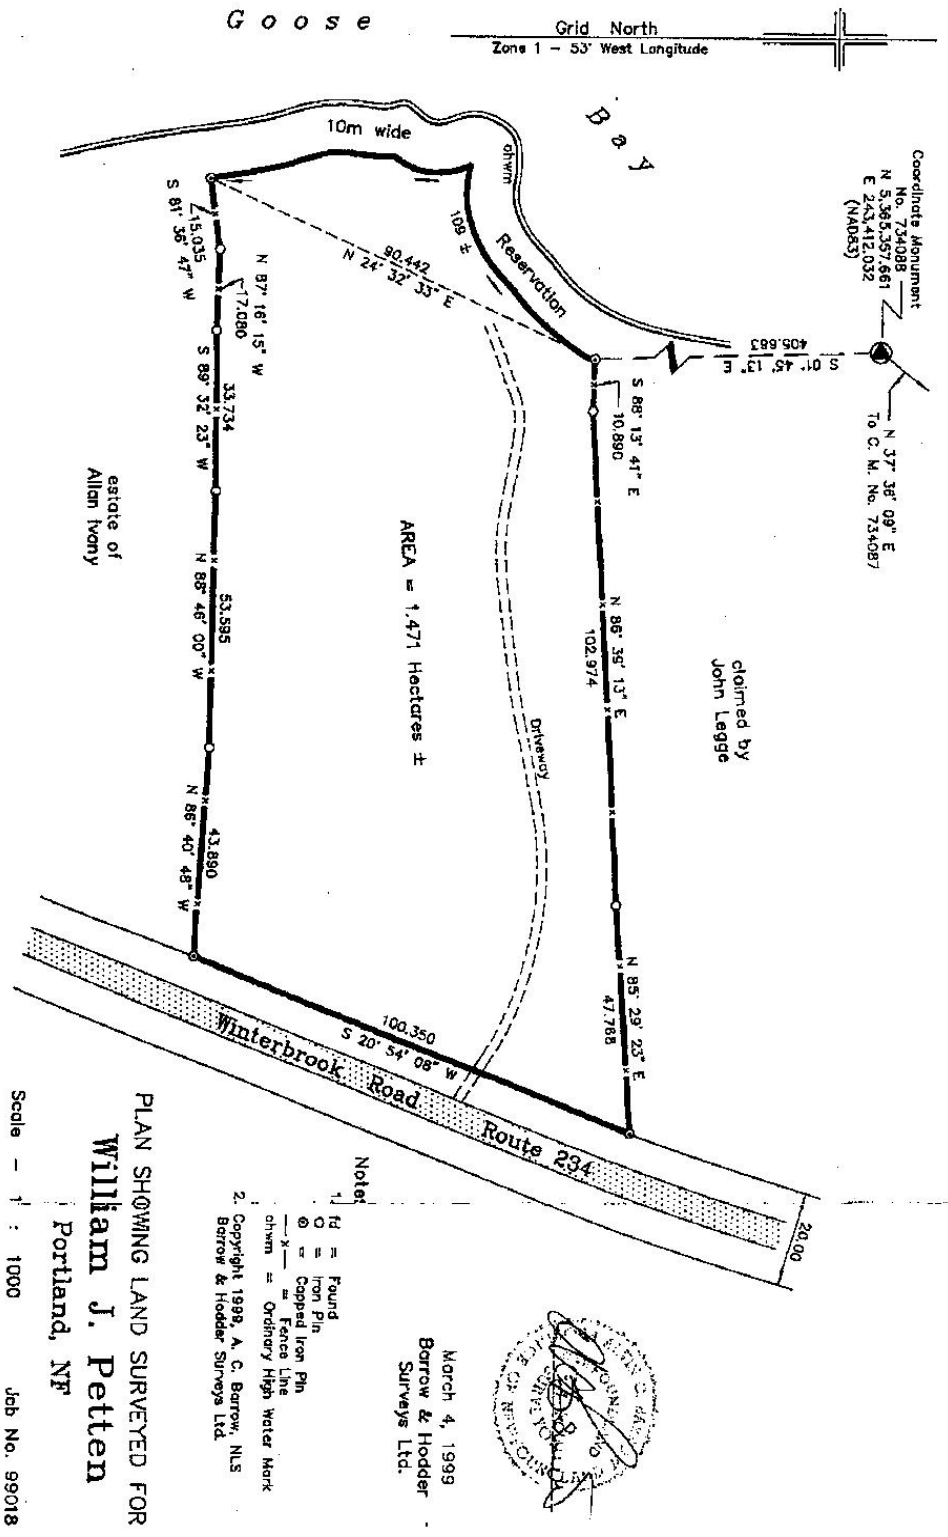 Goose
Bay
Grid North
Zone 1 - 53° West Longitude
Coordinate Monument
No. 734088
N 5,365,357.661
E 243,412.032
(NAD83)
N 37° 36' 09" E
To C. M. No. 734087
S 01° 45' 13" E
405.683
10m wide
ohwm
Reservation
109 ±
90.442
N 24° 32' 33" E
S 88° 13' 41" E
10.890
N 86° 39' 13" E
102.974
N 85° 29' 23" E
47.788
claimed by
John Legge
15.035
S 81° 36' 47" W
N 87° 16' 15" W
17.080
33.734
S 89° 32' 23" W
53.595
N 88° 46' 00" W
43.890
N 86° 40' 48" W
estate of
Allan Ivany
AREA = 1.471 Hectares ±
Driveway
100.350
S 20° 54' 08" W
Winterbrook Road
Route 234
20.00
Note:
1. fd = Found
O = Iron Pin
⊙ = Capped Iron Pin
—x— = Fence Line
ohwm = Ordinary High Water Mark
2. Copyright 1999, A. C. Barrow, NLS
Barrow & Hodder Surveys Ltd.
March 4, 1999
Barrow & Hodder
Surveys Ltd.
PLAN SHOWING LAND SURVEYED FOR
William J. Petten
Portland, NF
Scale - 1 : 1000
Job No. 99018